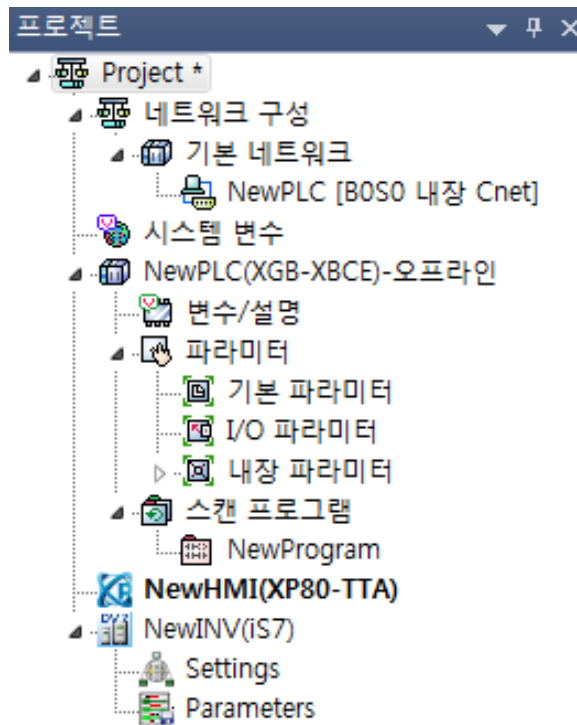 프로젝트
Project *
네트워크 구성
기본 네트워크
NewPLC [B0S0 내장 Cnet]
시스템 변수
NewPLC(XGB-XBCE)-오프라인
변수/설명
파라미터
기본 파라미터
I/O 파라미터
내장 파라미터
스캔 프로그램
NewProgram
NewHMI(XP80-TTA)
NewINV(iS7)
Settings
Parameters